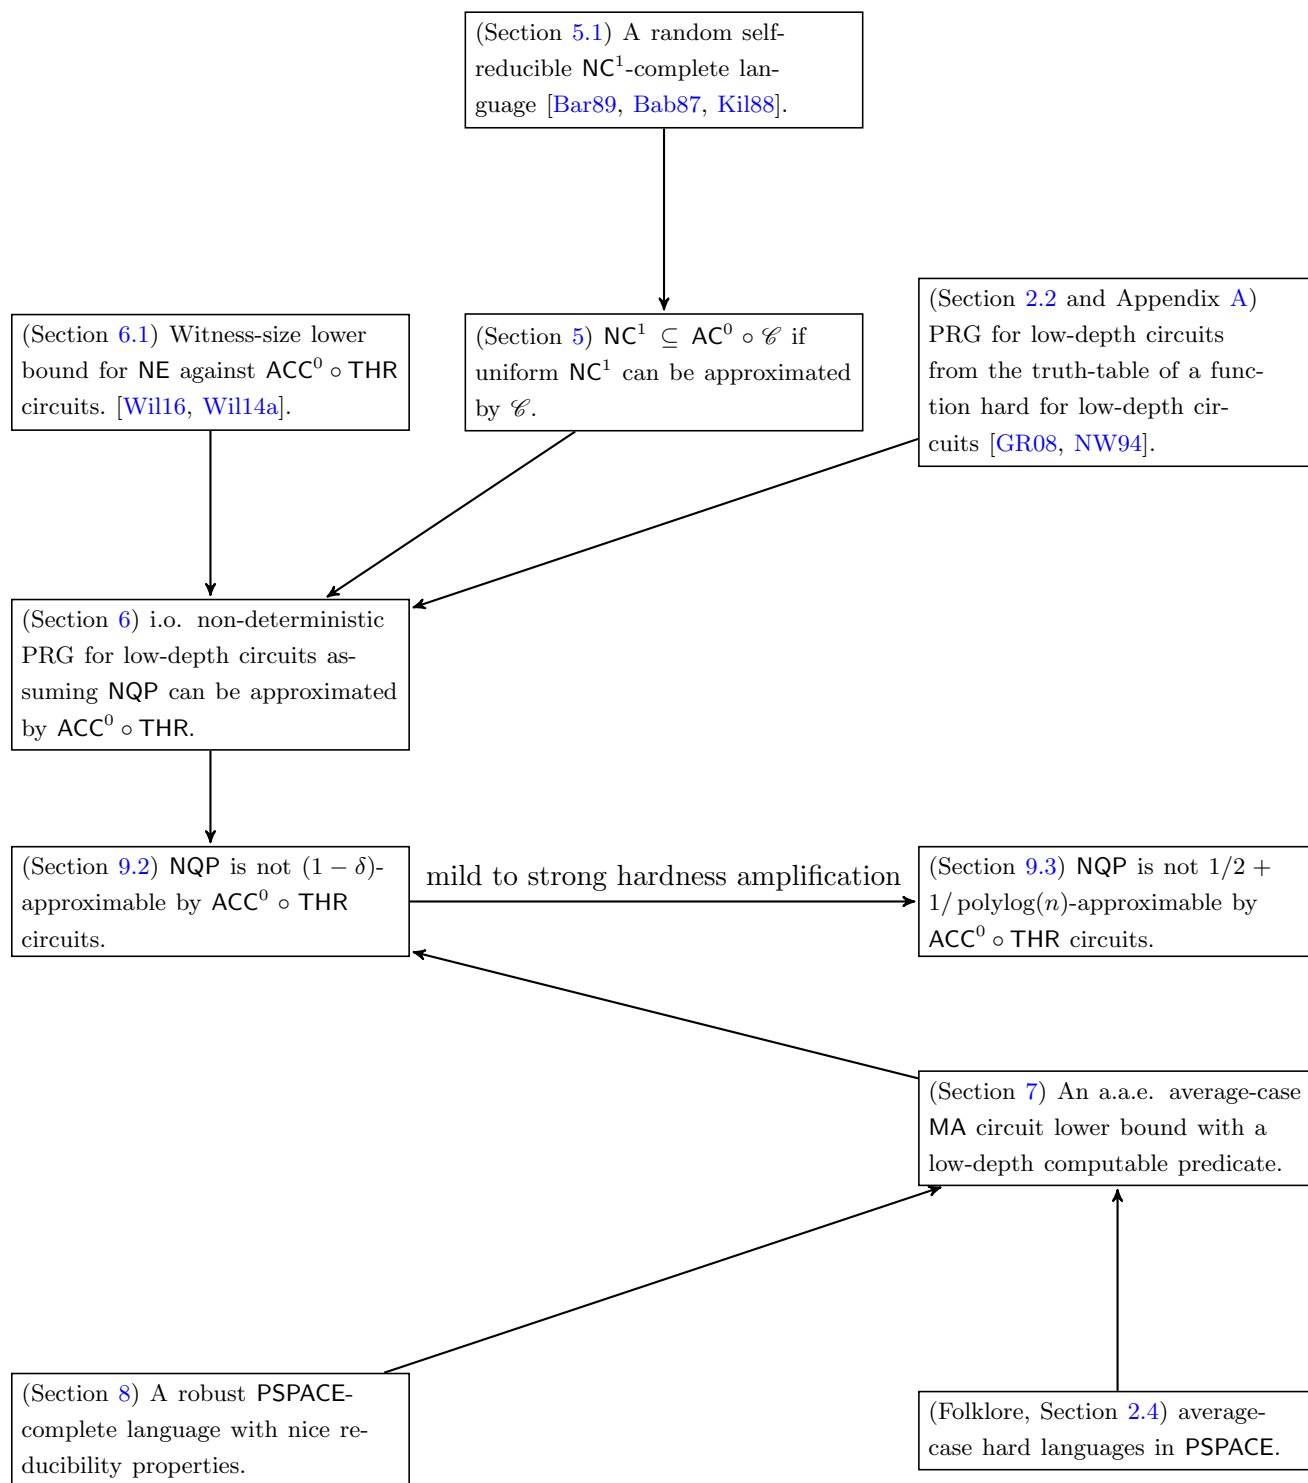 (Section 5.1) A random self-
reducible NC¹-complete lan-
guage [Bar89, Bab87, Kil88].
(Section 6.1) Witness-size lower
bound for NE against ACC⁰ ∘ THR
circuits. [Wil16, Wil14a].
(Section 5) NC¹ ⊆ AC⁰ ∘ 𝒞 if
uniform NC¹ can be approximated
by 𝒞.
(Section 2.2 and Appendix A)
PRG for low-depth circuits
from the truth-table of a func-
tion hard for low-depth cir-
cuits [GR08, NW94].
(Section 6) i.o. non-deterministic
PRG for low-depth circuits as-
suming NQP can be approximated
by ACC⁰ ∘ THR.
(Section 9.2) NQP is not (1 − δ)-
approximable by ACC⁰ ∘ THR
circuits.
mild to strong hardness amplification
(Section 9.3) NQP is not 1/2 +
1/ polylog(n)-approximable by
ACC⁰ ∘ THR circuits.
(Section 7) An a.a.e. average-case
MA circuit lower bound with a
low-depth computable predicate.
(Section 8) A robust PSPACE-
complete language with nice re-
ducibility properties.
(Folklore, Section 2.4) average-
case hard languages in PSPACE.